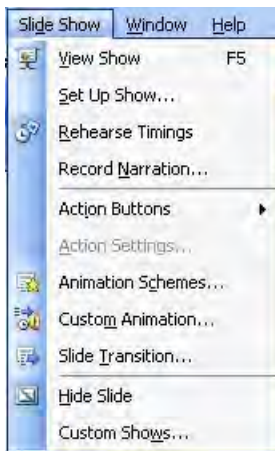 Slide Show Window Help
View Show F5
Set Up Show...
Rehearse Timings
Record Narration...
Action Buttons
Action Settings...
Animation Schemes...
Custom Animation...
Slide Transition...
Hide Slide
Custom Shows...